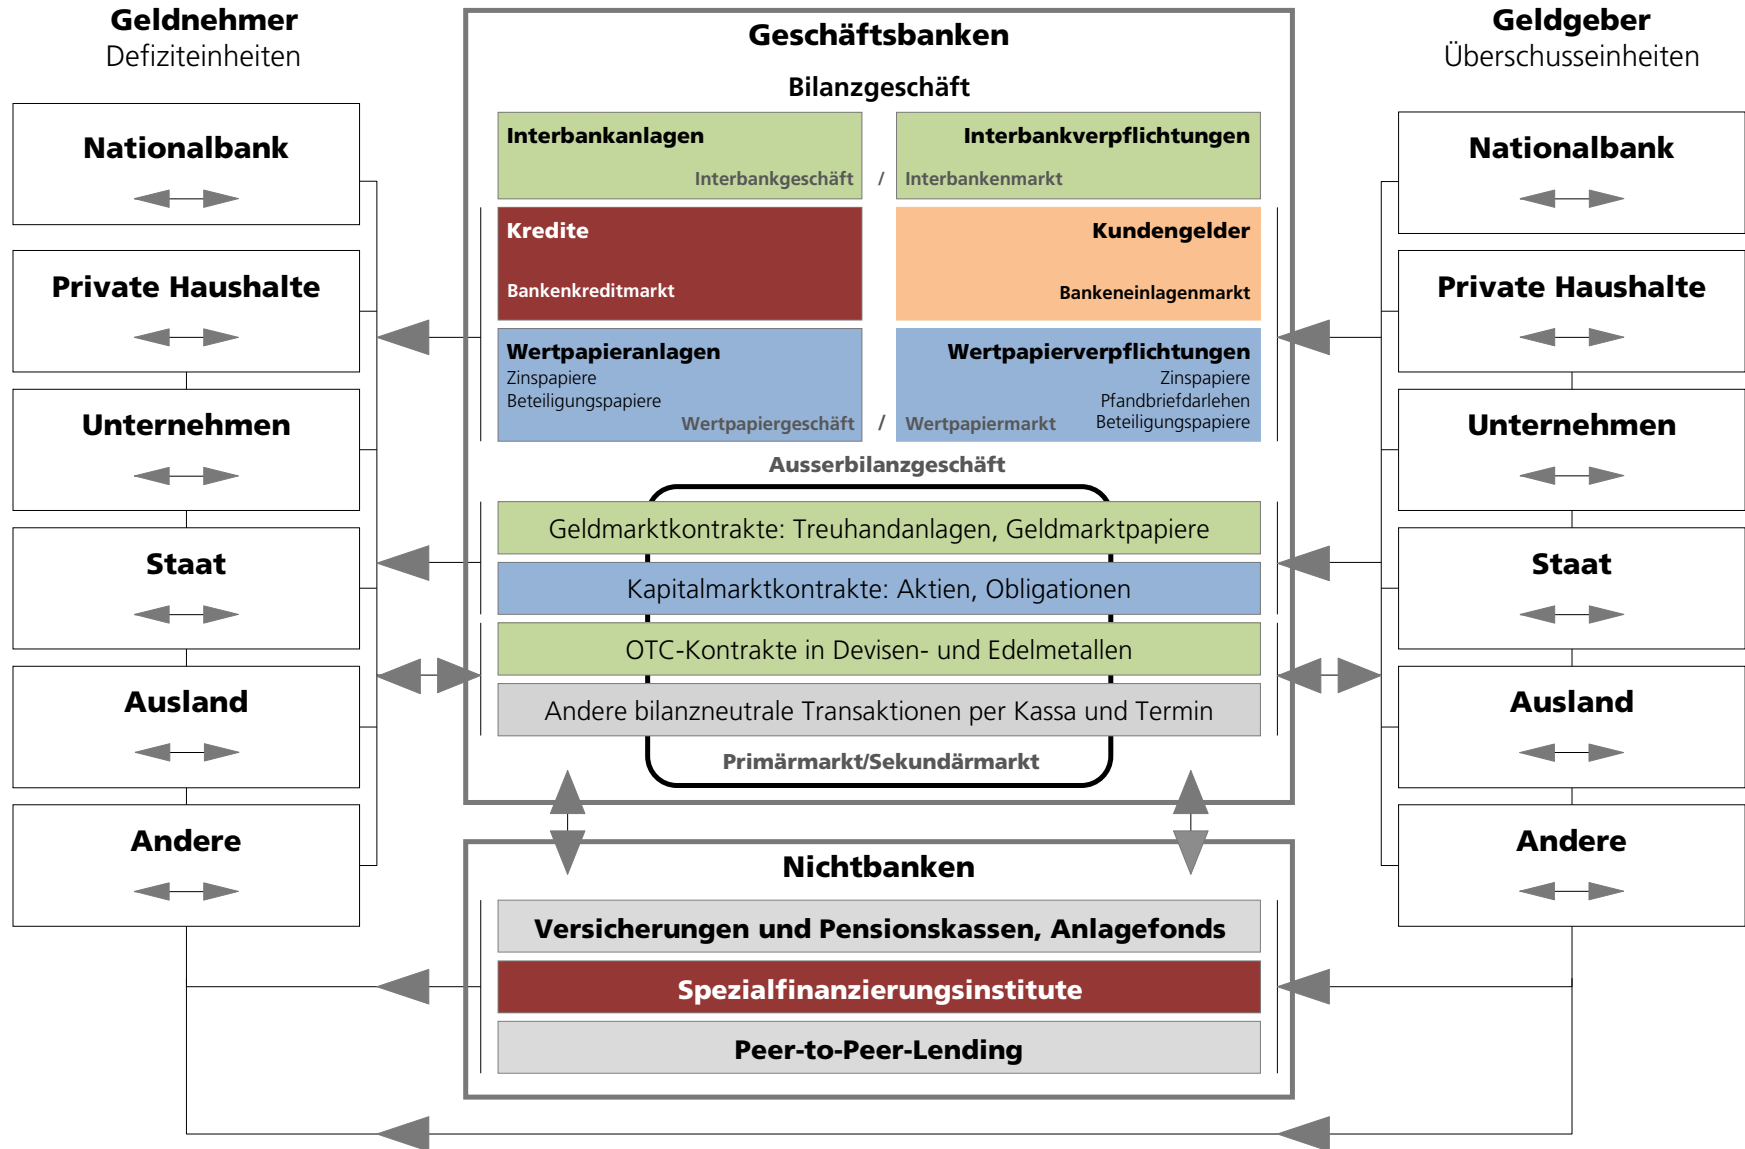 Geldnehmer
Defiziteinheiten
Nationalbank
Private Haushalte
Unternehmen
Staat
Ausland
Andere
Geschäftsbanken
Bilanzgeschäft
Interbankanlagen
Interbankverpflichtungen
Interbankgeschäft / Interbankenmarkt
Kredite
Kundengelder
Bankenkreditmarkt
Bankeneinlagenmarkt
Wertpapieranlagen
Zinspapiere
Beteiligungspapiere
Wertpapierverpflichtungen
Zinspapiere
Pfandbriefdarlehen
Beteiligungspapiere
Wertpapiergeschäft / Wertpapiermarkt
Ausserbilanzgeschäft
Geldmarktkontrakte: Treuhandanlagen, Geldmarktpapiere
Kapitalmarktkontrakte: Aktien, Obligationen
OTC-Kontrakte in Devisen- und Edelmetallen
Andere bilanzneutrale Transaktionen per Kassa und Termin
Primärmarkt/Sekundärmarkt
Nichtbanken
Versicherungen und Pensionskassen, Anlagefonds
Spezialfinanzierungsinstitute
Peer-to-Peer-Lending
Geldgeber
Überschusseinheiten
Nationalbank
Private Haushalte
Unternehmen
Staat
Ausland
Andere